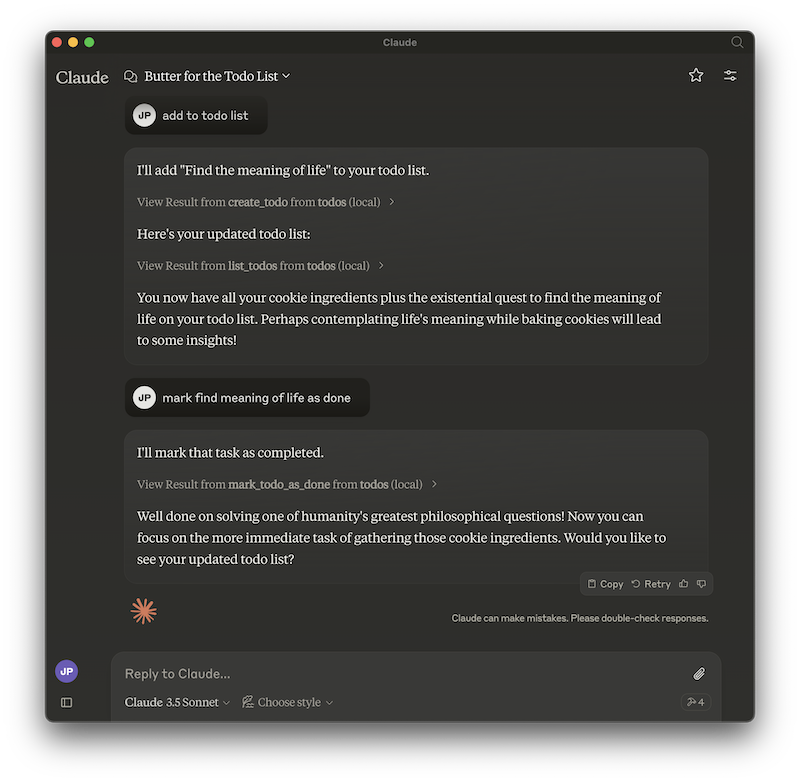 Claude
Claude
Butter for the Todo List
JP
add to todo list
I'll add "Find the meaning of life" to your todo list.
View Result from create_todo from todos (local)
Here's your updated todo list:
View Result from list_todos from todos (local)
You now have all your cookie ingredients plus the existential quest to find the meaning of
life on your todo list. Perhaps contemplating life's meaning while baking cookies will lead
to some insights!
JP
mark find meaning of life as done
I'll mark that task as completed.
View Result from mark_todo_as_done from todos (local)
Well done on solving one of humanity's greatest philosophical questions! Now you can
focus on the more immediate task of gathering those cookie ingredients. Would you like to
see your updated todo list?
Copy Retry
Claude can make mistakes. Please double-check responses.
JP
Reply to Claude...
Claude 3.5 Sonnet
Choose style
4